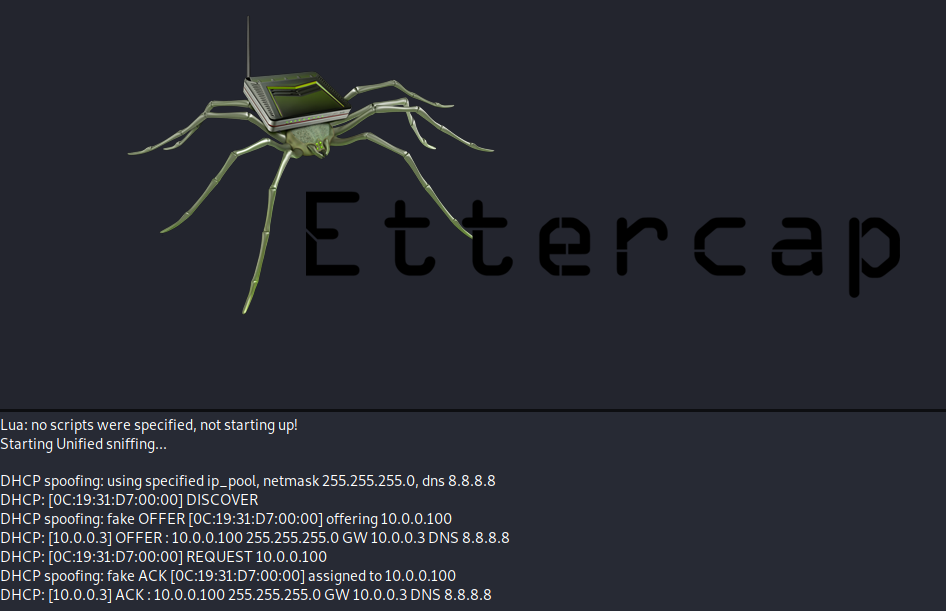 Ettercap
Lua: no scripts were specified, not starting up!
Starting Unified sniffing...
DHCP spoofing: using specified ip_pool, netmask 255.255.255.0, dns 8.8.8.8
DHCP: [0C:19:31:D7:00:00] DISCOVER
DHCP spoofing: fake OFFER [0C:19:31:D7:00:00] offering 10.0.0.100
DHCP: [10.0.0.3] OFFER : 10.0.0.100 255.255.255.0 GW 10.0.0.3 DNS 8.8.8.8
DHCP: [0C:19:31:D7:00:00] REQUEST 10.0.0.100
DHCP spoofing: fake ACK [0C:19:31:D7:00:00] assigned to 10.0.0.100
DHCP: [10.0.0.3] ACK : 10.0.0.100 255.255.255.0 GW 10.0.0.3 DNS 8.8.8.8